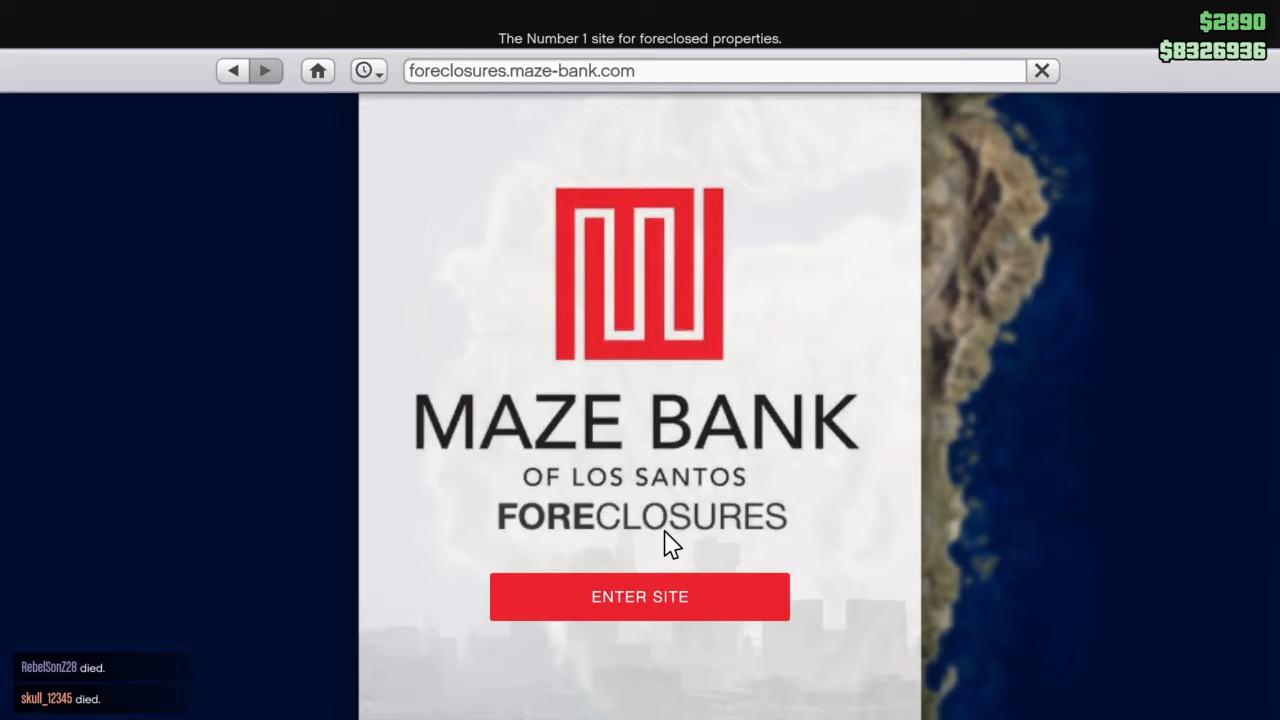 $2890
The Number 1 site for foreclosed properties.
$8326936
foreclosures.maze-bank.com
MAZE BANK
OF LOS SANTOS
FORECLOSURES
ENTER SITE
RebelSonZ28 died.
skull_12345 died.